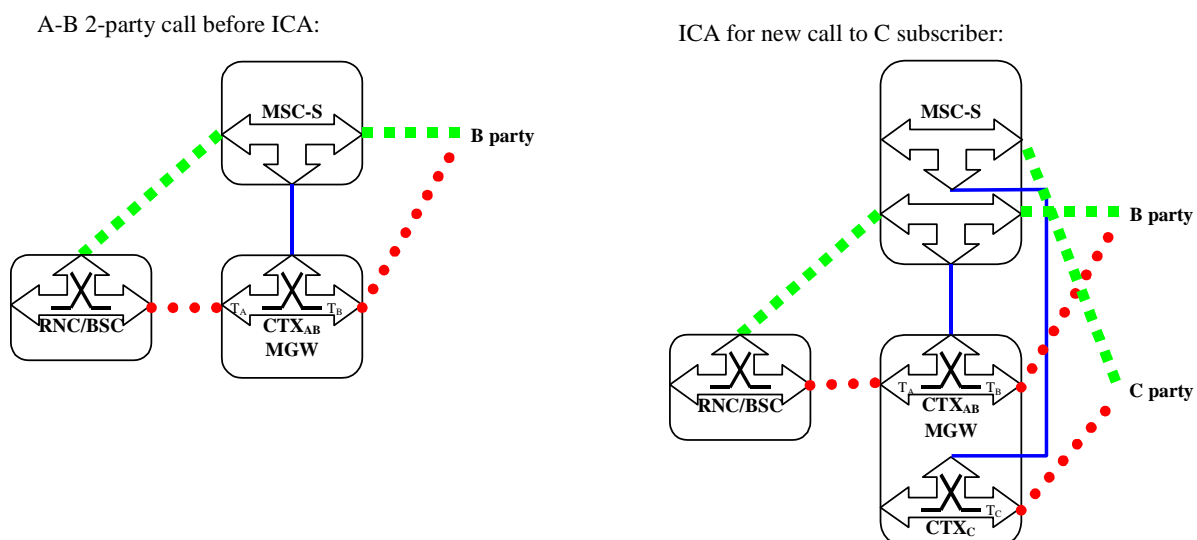 A-B 2-party call before ICA:
MSC-S
B party
RNC/BSC
TA
TB
CTXAB
MGW
ICA for new call to C subscriber:
MSC-S
B party
RNC/BSC
TA
TB
CTXAB
MGW
C party
TC
CTXC